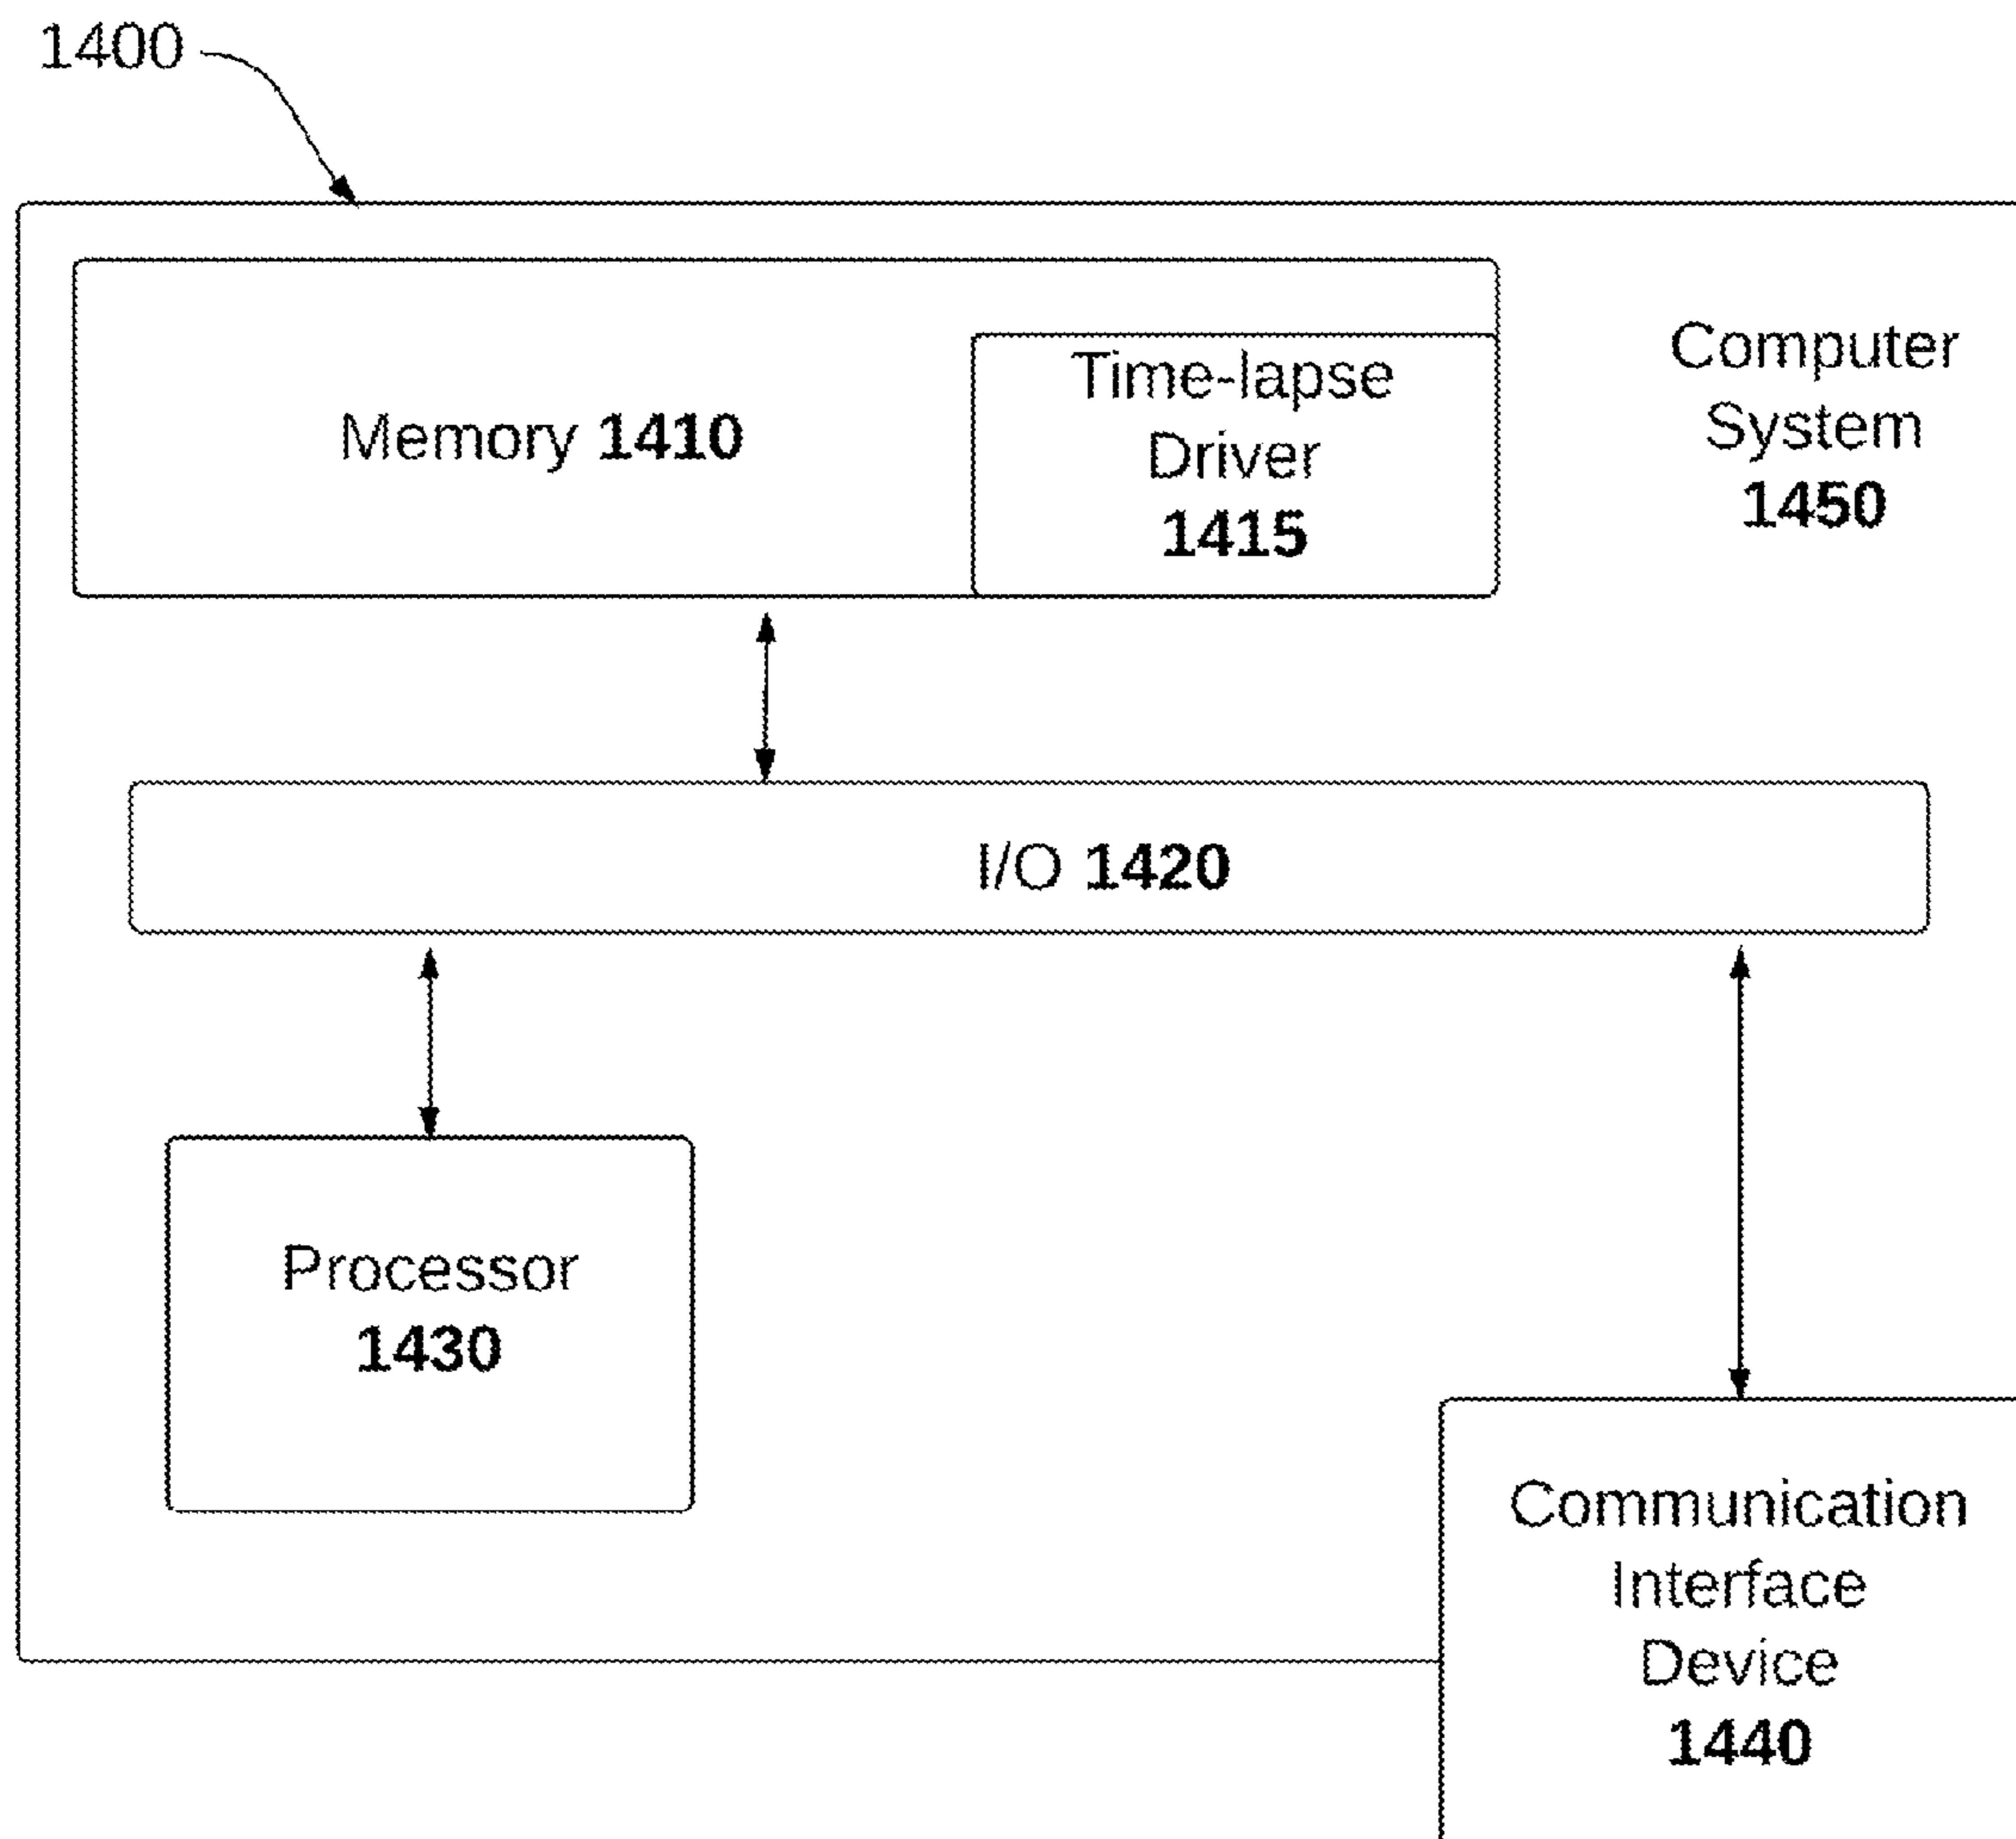 1400
Computer
System
1450
Memory 1410
Time-lapse
Driver
1415
I/O 1420
Processor
1430
Communication
Interface
Device
1440